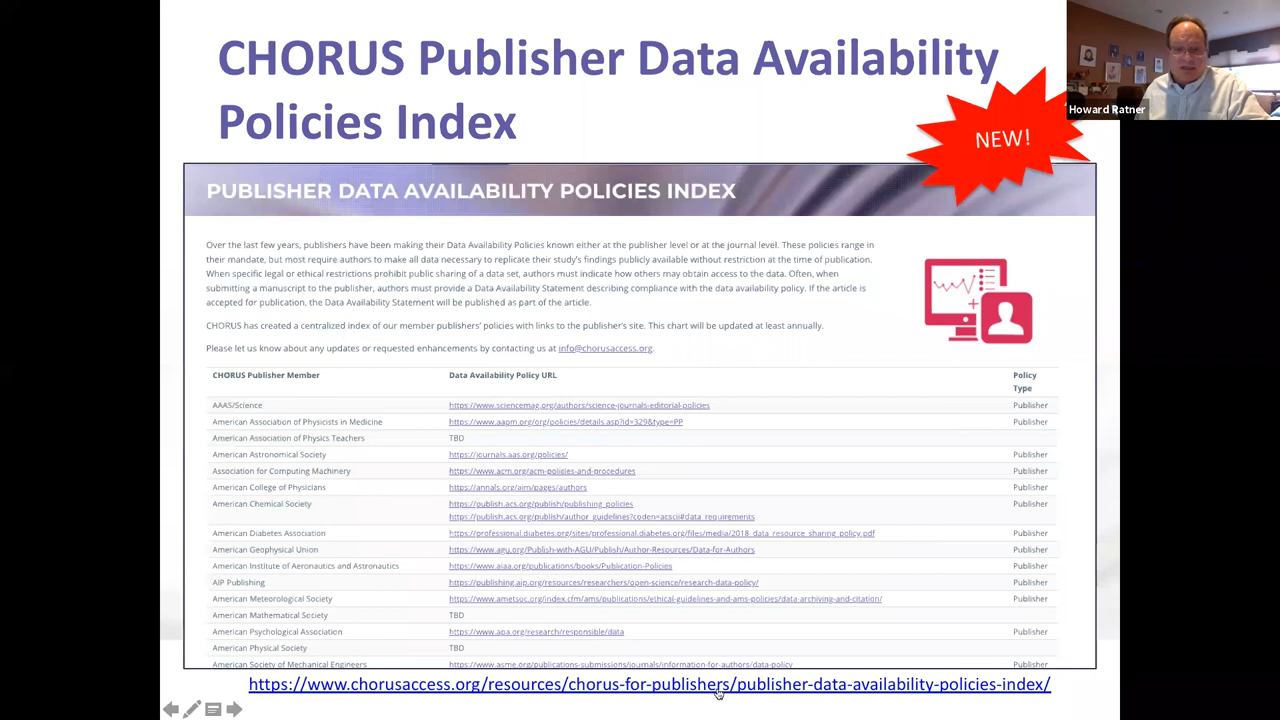 CHORUS Publisher Data Availability
Policies Index
NEW!
Howard Ratner
PUBLISHER DATA AVAILABILITY POLICIES INDEX
Over the last few years, publishers have been making their Data Availability Policies known either at the publisher level or at the journal level. These policies range in
their mandate, but most require authors to make all data necessary to replicate their study's findings publicly available without restriction at the time of publication.
When specific legal or ethical restrictions prohibit public sharing of a data set, authors must indicate how others may obtain access to the data. Often, when
submitting a manuscript to the publisher, authors must provide a Data Availability Statement describing compliance with the data availability policy. If the article is
accepted for publication, the Data Availability Statement will be published as part of the article.
CHORUS has created a centralized index of our member publishers' policies with links to the publisher's site. This chart will be updated at least annually.
Please let us know about any updates or requested enhancements by contacting us at info@chorusaccess.org.
CHORUS Publisher Member Data Availability Policy URL Policy
Type
AAAS/Science https://www.sciencemag.org/authors/science-journals-editorial-policies Publisher
American Association of Physicists in Medicine https://www.aapm.org/org/policies/details.asp?id=329&type=PP Publisher
American Association of Physics Teachers TBD
American Astronomical Society https://journals.aas.org/policies/ Publisher
Association for Computing Machinery https://www.acm.org/acm-policies-and-procedures Publisher
American College of Physicians https://annals.org/aim/pages/authors Publisher
American Chemical Society https://publish.acs.org/publish/publishing_policies Publisher
https://publish.acs.org/publish/author_guidelines?coden=acscii#data_requirements
American Diabetes Association https://professional.diabetes.org/sites/professional.diabetes.org/files/media/2018_data_resource_sharing_policy.pdf Publisher
American Geophysical Union https://www.agu.org/Publish-with-AGU/Publish/Author-Resources/Data-for-Authors Publisher
American Institute of Aeronautics and Astronautics https://www.aiaa.org/publications/books/Publication-Policies Publisher
AIP Publishing https://publishing.aip.org/resources/researchers/open-science/research-data-policy/ Publisher
American Meteorological Society https://www.ametsoc.org/index.cfm/ams/publications/ethical-guidelines-and-ams-policies/data-archiving-and-citation/ Publisher
American Mathematical Society TBD
American Psychological Association https://www.apa.org/research/responsible/data Publisher
American Physical Society TBD
American Society of Mechanical Engineers https://www.asme.org/publications-submissions/journals/information-for-authors/data-policy Publisher
https://www.chorusaccess.org/resources/chorus-for-publishers/publisher-data-availability-policies-index/